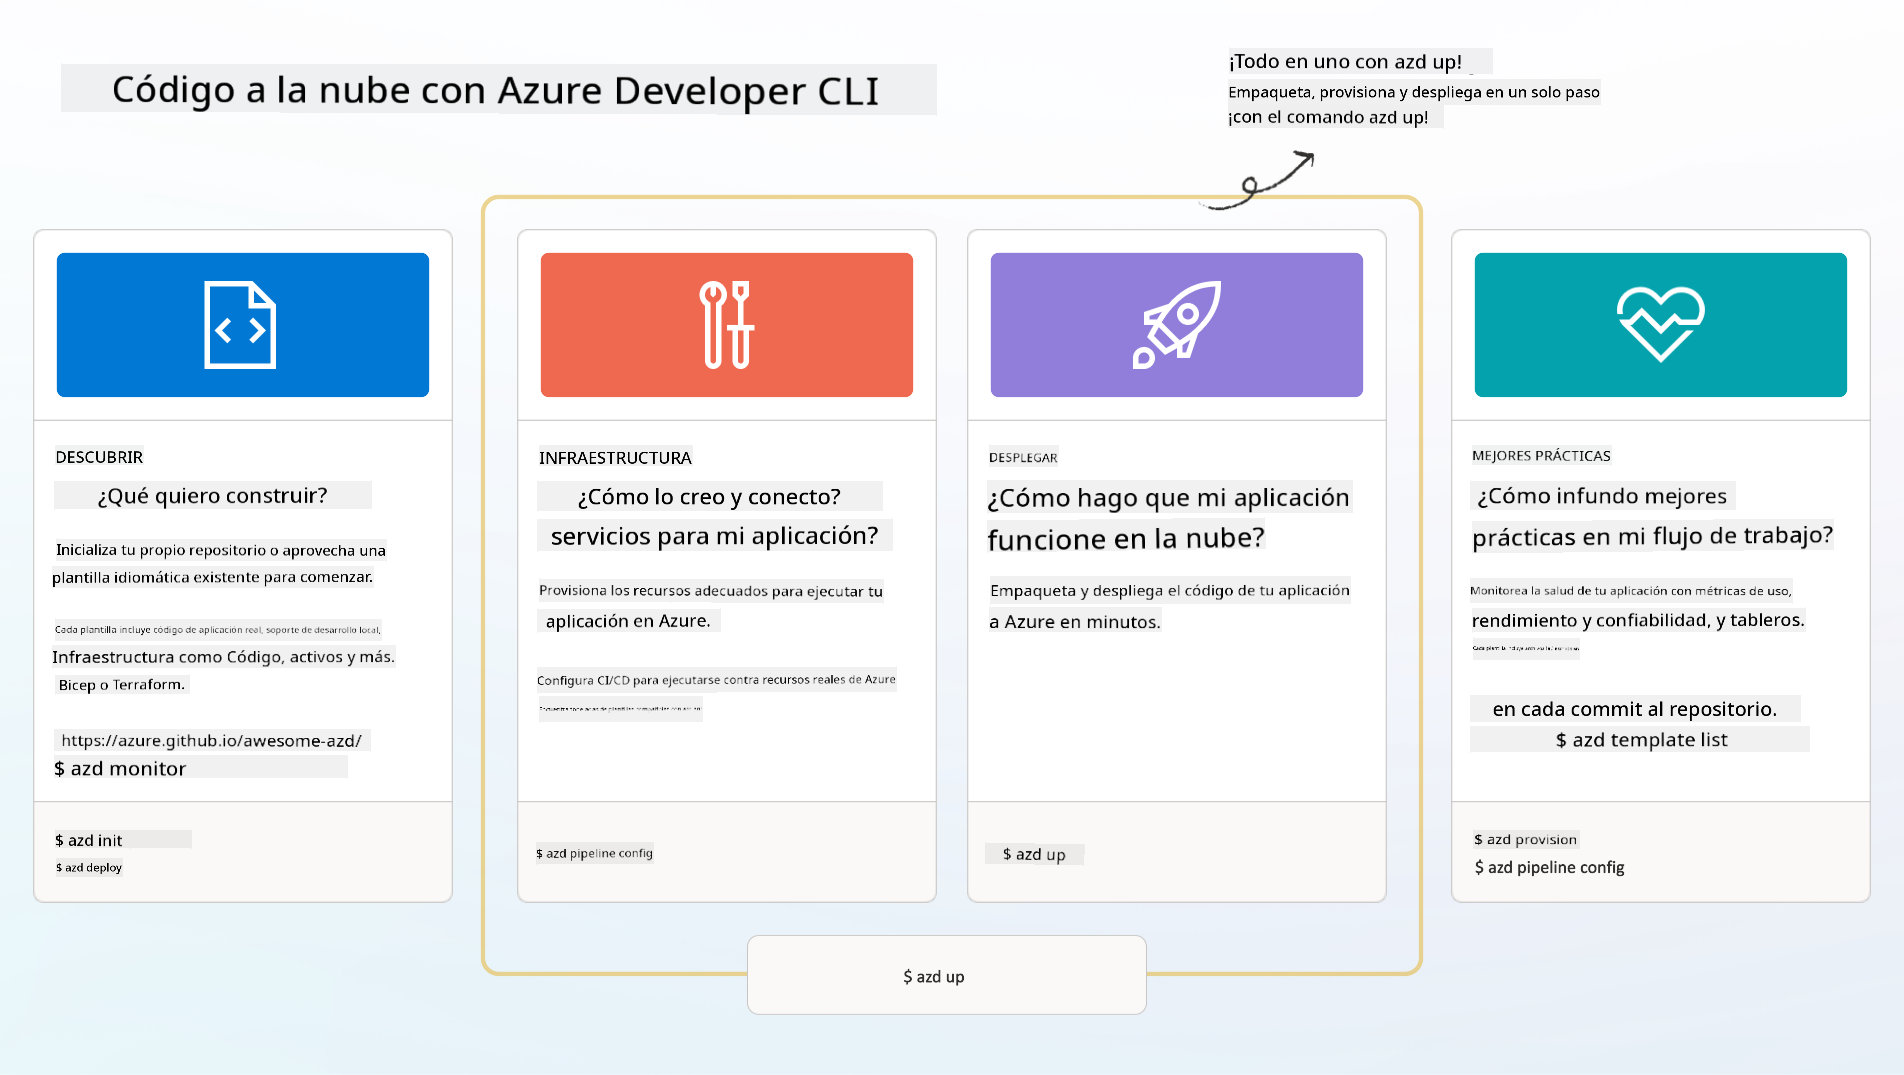 Código a la nube con Azure Developer CLI
¡Todo en uno con azd up!
Empaqueta, provisiona y despliega en un solo paso
¡con el comando azd up!
DESCUBRIR
¿Qué quiero construir?
Inicializa tu propio repositorio o aprovecha una
plantilla idiomática existente para comenzar.
Cada plantilla incluye código de aplicación real, soporte de desarrollo local,
Infraestructura como Código, activos y más.
Bicep o Terraform.
https://azure.github.io/awesome-azd/
$ azd monitor
$ azd init
$ azd deploy
INFRAESTRUCTURA
¿Cómo lo creo y conecto?
servicios para mi aplicación?
Provisiona los recursos adecuados para ejecutar tu
aplicación en Azure.
Configura CI/CD para ejecutarse contra recursos reales de Azure
$ azd pipeline config
DESPLEGAR
¿Cómo hago que mi aplicación
funcione en la nube?
Empaqueta y despliega el código de tu aplicación
a Azure en minutos.
$ azd up
MEJORES PRÁCTICAS
¿Cómo infundo mejores
prácticas en mi flujo de trabajo?
Monitorea la salud de tu aplicación con métricas de uso,
rendimiento y confiabilidad, y tableros.
en cada commit al repositorio.
$ azd template list
$ azd provision
$ azd pipeline config
$ azd up